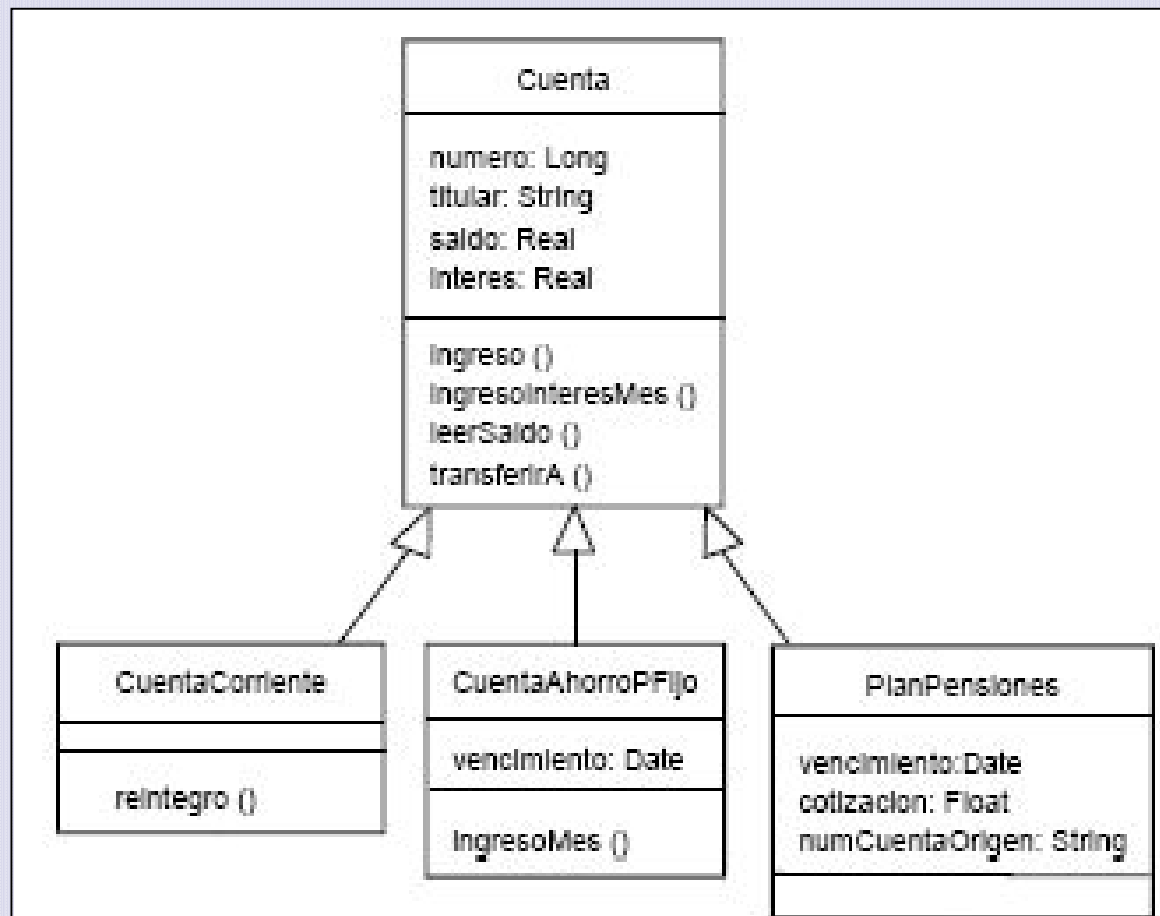 Cuenta
numero: Long
titular: String
saldo: Real
interes: Real
ingreso ()
ingresoInteresMes ()
leerSaldo ()
transferirA ()
CuentaCorriente
reintegro ()
CuentaAhorroPFijo
vencimiento: Date
ingresoMes ()
PlanPensiones
vencimiento:Date
cotizacion: Float
numCuentaOrigen: String